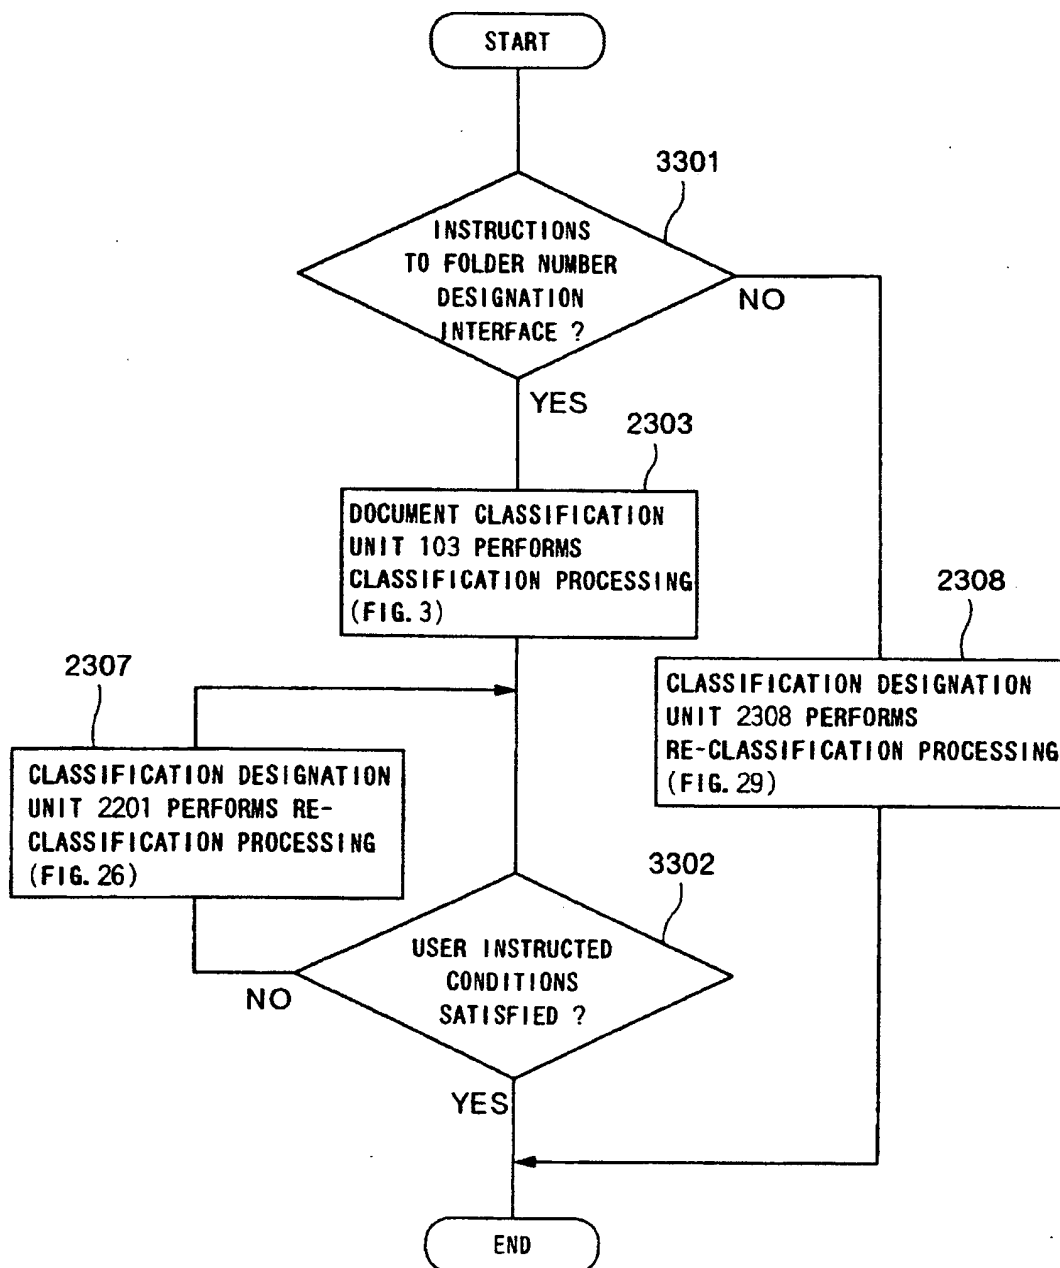 START
3301
INSTRUCTIONS
TO FOLDER NUMBER
DESIGNATION
INTERFACE ?
NO
YES
2303
DOCUMENT CLASSIFICATION
UNIT 103 PERFORMS
CLASSIFICATION PROCESSING
(FIG. 3)
2308
CLASSIFICATION DESIGNATION
UNIT 2308 PERFORMS
RE-CLASSIFICATION PROCESSING
(FIG. 29)
2307
CLASSIFICATION DESIGNATION
UNIT 2201 PERFORMS RE-
CLASSIFICATION PROCESSING
(FIG. 26)
3302
USER INSTRUCTED
CONDITIONS
SATISFIED ?
NO
YES
END